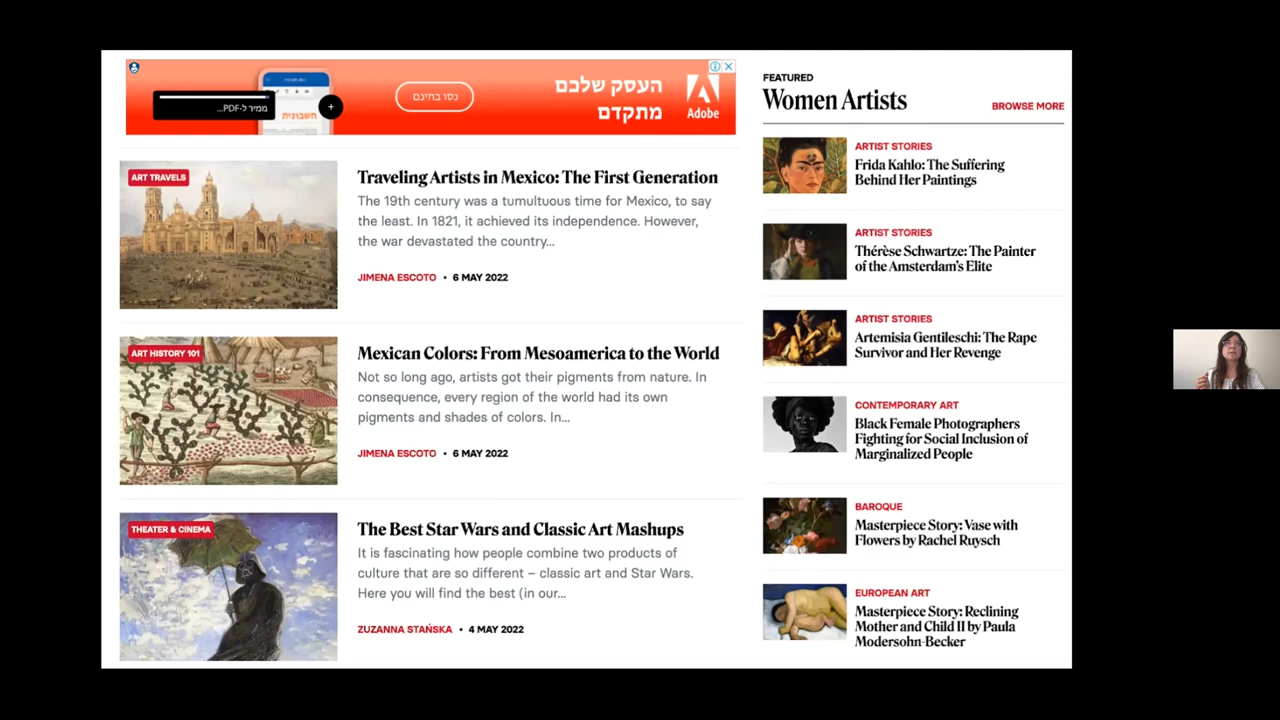 העסק שלכם
מתקדם
Adobe
נסו בחינם
ממיר ל-PDF...
+
חשבונית
ART TRAVELS
Traveling Artists in Mexico: The First Generation
The 19th century was a tumultuous time for Mexico, to say
the least. In 1821, it achieved its independence. However,
the war devastated the country...
JIMENA ESCOTO • 6 MAY 2022
ART HISTORY 101
Mexican Colors: From Mesoamerica to the World
Not so long ago, artists got their pigments from nature. In
consequence, every region of the world had its own
pigments and shades of colors. In...
JIMENA ESCOTO • 6 MAY 2022
THEATER & CINEMA
The Best Star Wars and Classic Art Mashups
It is fascinating how people combine two products of
culture that are so different – classic art and Star Wars.
Here you will find the best (in our...
ZUZANNA STAŃSKA • 4 MAY 2022
FEATURED
Women Artists
BROWSE MORE
ARTIST STORIES
Frida Kahlo: The Suffering
Behind Her Paintings
ARTIST STORIES
Thérèse Schwartze: The Painter
of the Amsterdam's Elite
ARTIST STORIES
Artemisia Gentileschi: The Rape
Survivor and Her Revenge
CONTEMPORARY ART
Black Female Photographers
Fighting for Social Inclusion of
Marginalized People
BAROQUE
Masterpiece Story: Vase with
Flowers by Rachel Ruysch
EUROPEAN ART
Masterpiece Story: Reclining
Mother and Child II by Paula
Modersohn-Becker